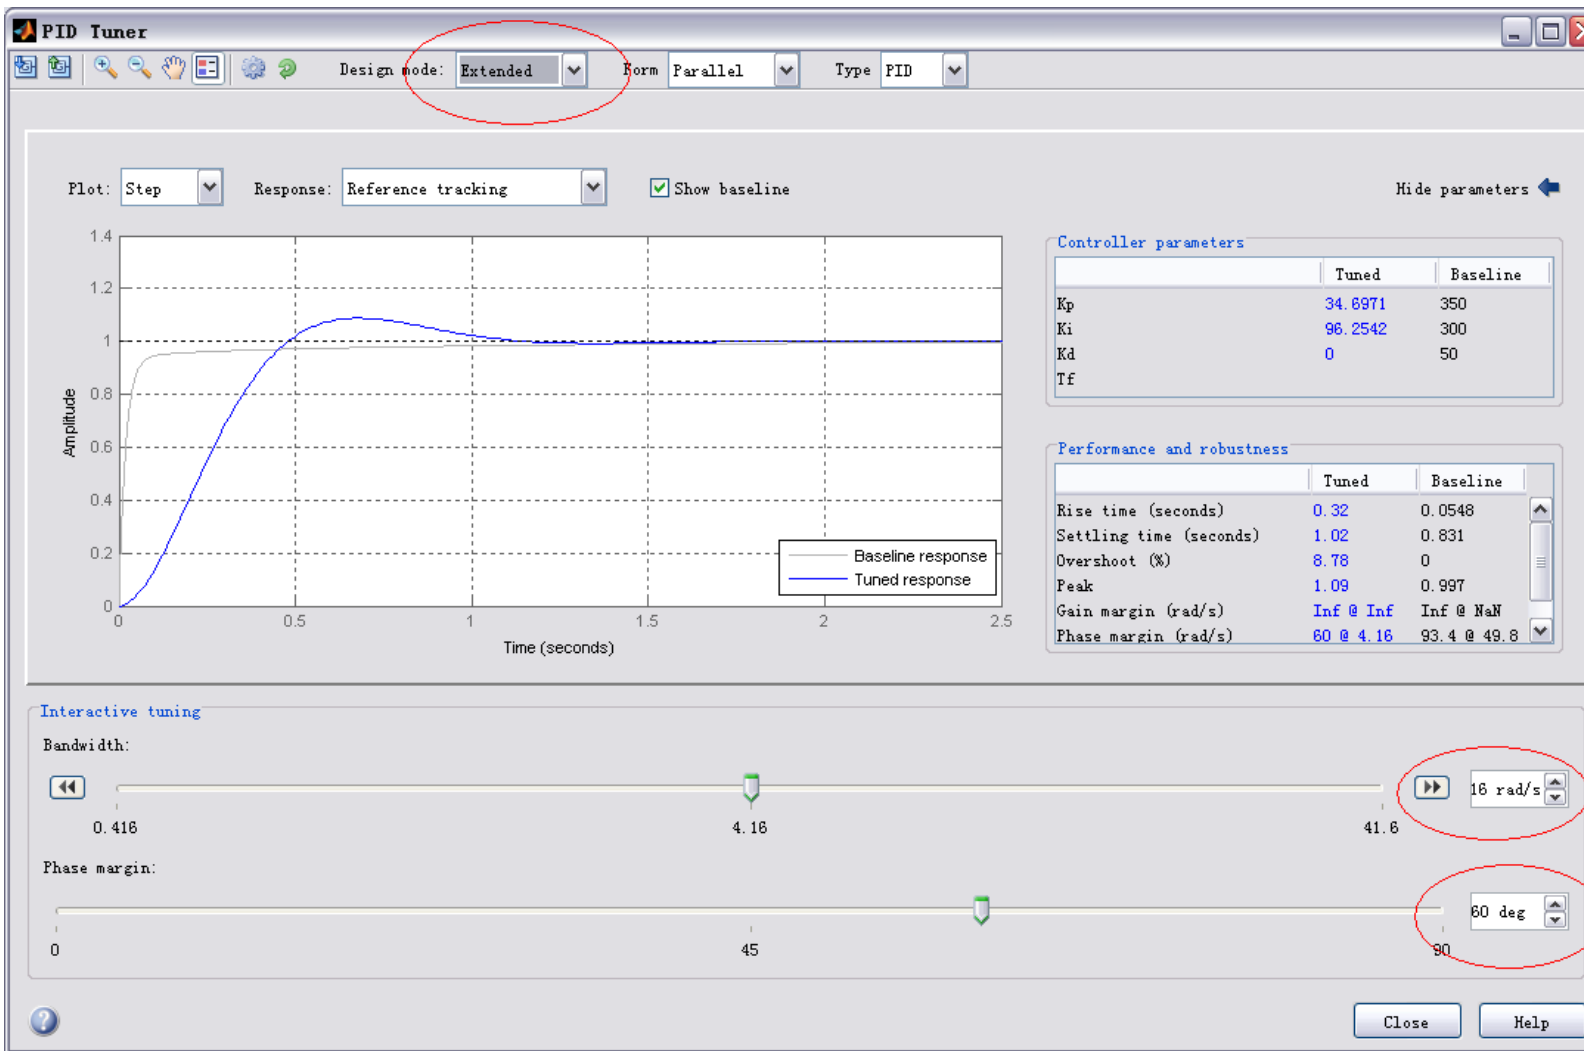 PID Tuner
Design mode: Extended Form Parallel Type PID
Plot: Step Response: Reference tracking Show baseline Hide parameters
1.4
1.2
1
0.8
0.6
0.4
0.2
0
Amplitude
0 0.5 1 1.5 2 2.5
Time (seconds)
Baseline response
Tuned response
Controller parameters
Tuned Baseline
Kp 34.6971 350
Ki 96.2542 300
Kd 0 50
Tf
Performance and robustness
Tuned Baseline
Rise time (seconds) 0.32 0.0548
Settling time (seconds) 1.02 0.831
Overshoot (%) 8.78 0
Peak 1.09 0.997
Gain margin (rad/s) Inf @ Inf Inf @ NaN
Phase margin (rad/s) 60 @ 4.16 93.4 @ 49.8
Interactive tuning
Bandwidth:
16 rad/s
0.416 4.16 41.6
Phase margin:
60 deg
0 45 90
? Close Help